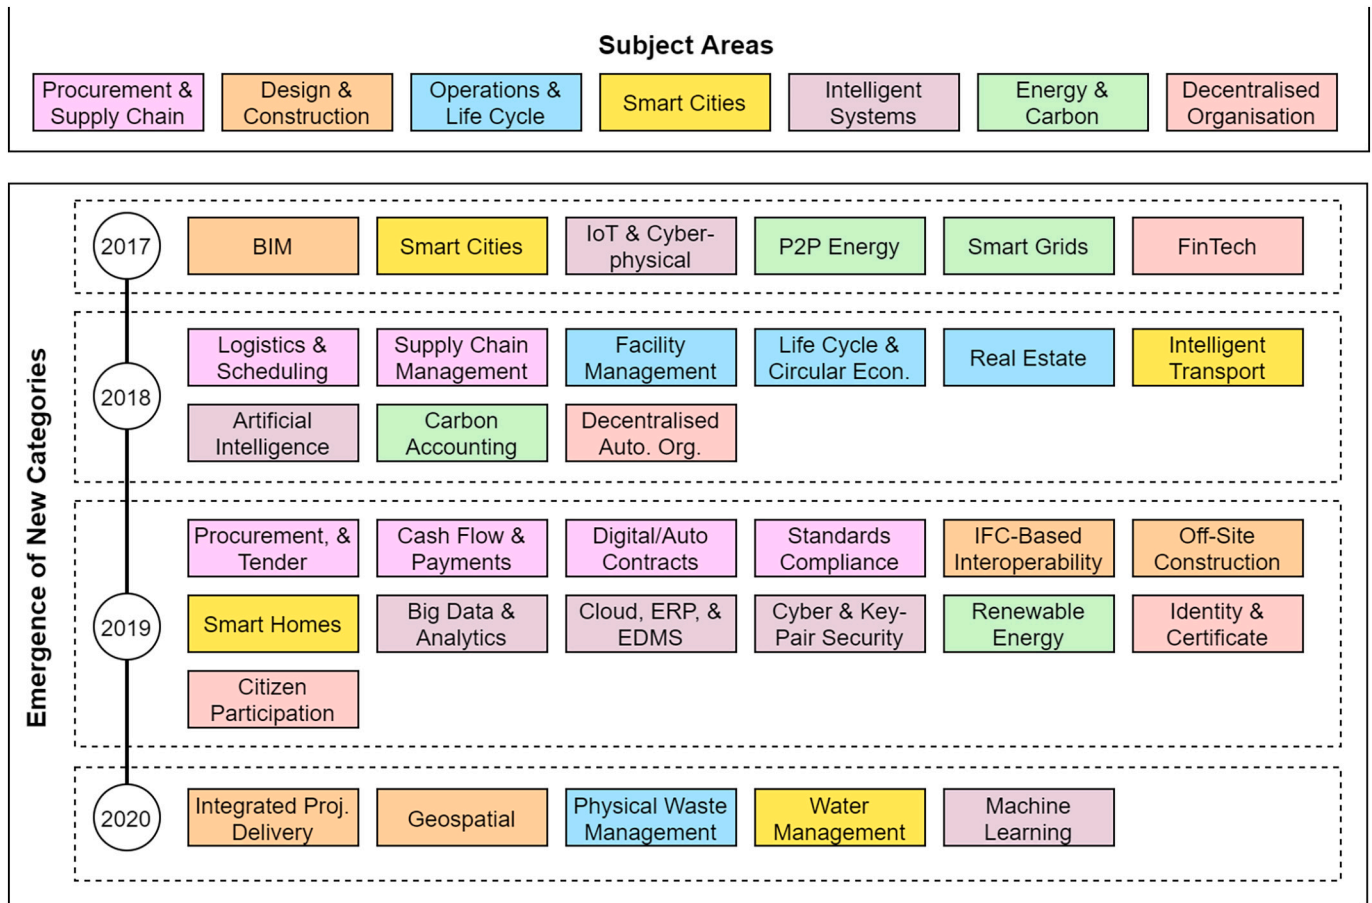 Subject Areas
Procurement &
Supply Chain
Design &
Construction
Operations &
Life Cycle
Smart Cities
Intelligent
Systems
Energy &
Carbon
Decentralised
Organisation
Emergence of New Categories
2017
BIM
Smart Cities
IoT & Cyber-
physical
P2P Energy
Smart Grids
FinTech
2018
Logistics &
Scheduling
Supply Chain
Management
Facility
Management
Life Cycle &
Circular Econ.
Real Estate
Intelligent
Transport
Artificial
Intelligence
Carbon
Accounting
Decentralised
Auto. Org.
2019
Procurement, &
Tender
Cash Flow &
Payments
Digital/Auto
Contracts
Standards
Compliance
IFC-Based
Interoperability
Off-Site
Construction
Smart Homes
Big Data &
Analytics
Cloud, ERP, &
EDMS
Cyber & Key-
Pair Security
Renewable
Energy
Identity &
Certificate
Citizen
Participation
2020
Integrated Proj.
Delivery
Geospatial
Physical Waste
Management
Water
Management
Machine
Learning